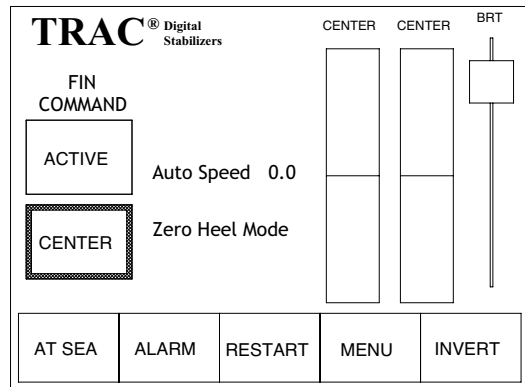 TRAC® Digital Stabilizers
CENTER
CENTER
BRT
FIN
COMMAND
ACTIVE
Auto Speed 0.0
CENTER
Zero Heel Mode
AT SEA
ALARM
RESTART
MENU
INVERT